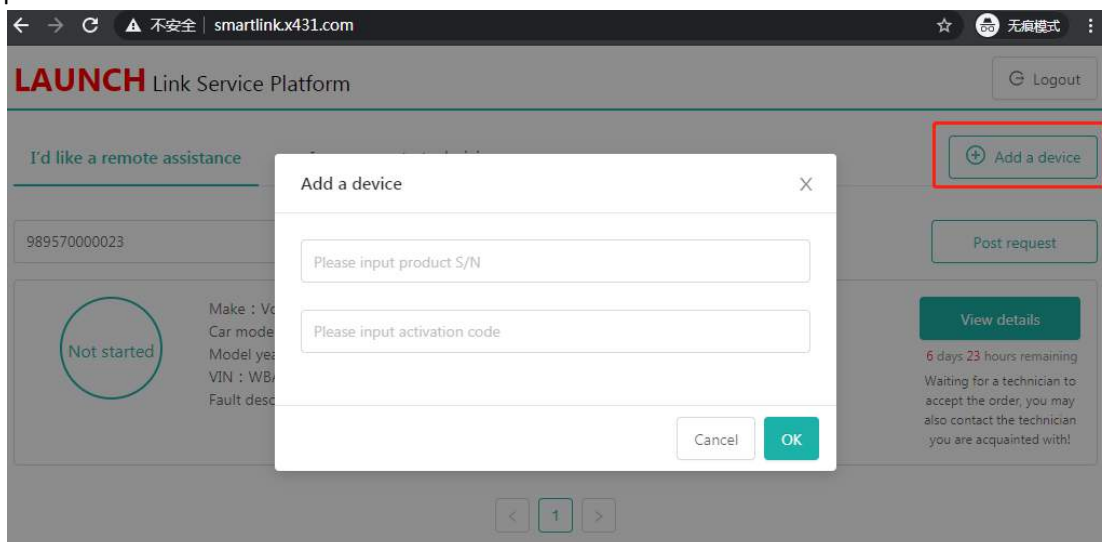 不安全 smartlink.x431.com 无痕模式
LAUNCH Link Service Platform
Logout
I'd like a remote assistance
Add a device
Add a device
989570000023
Please input product S/N
Post request
Please input activation code
Not started
Make : Vo
Car mode
Model yea
VIN : WBA
Fault desc
View details
6 days 23 hours remaining
Waiting for a technician to
accept the order, you may
also contact the technician
you are acquainted with!
Cancel
OK
< 1 >